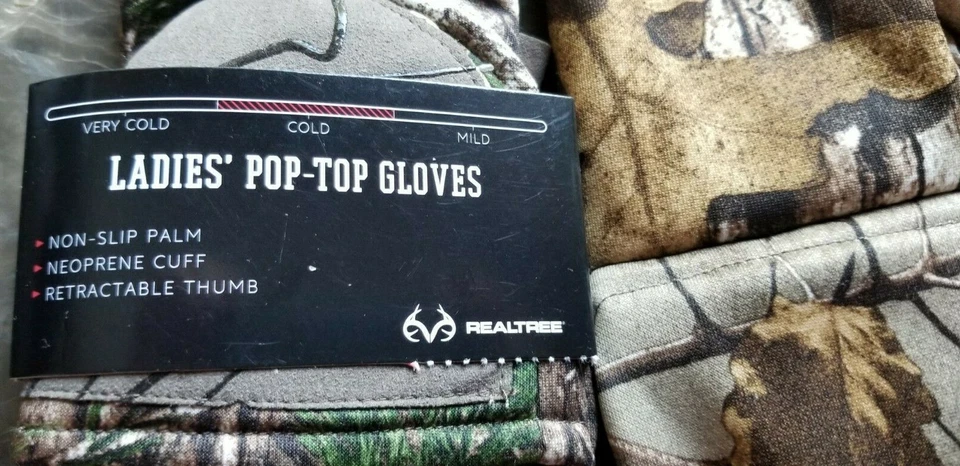 VERY COLD COLD MILD
LADIES' POP-TOP GLOVES
NON-SLIP PALM
NEOPRENE CUFF
RETRACTABLE THUMB
REALTREE